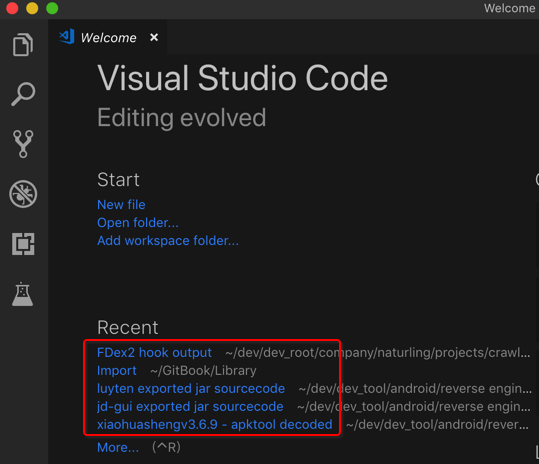 Welcome
Welcome ×
Visual Studio Code
Editing evolved
Start
New file
Open folder...
Add workspace folder...
Recent
FDex2 hook output ~/dev/dev_root/company/naturling/projects/crawl...
Import ~/GitBook/Library
luyten exported jar sourcecode ~/dev/dev_tool/android/reverse engin...
jd-gui exported jar sourcecode ~/dev/dev_tool/android/reverse engin...
xiaohuashengv3.6.9 - apktool decoded ~/dev/dev_tool/android/rever...
More... (^R)